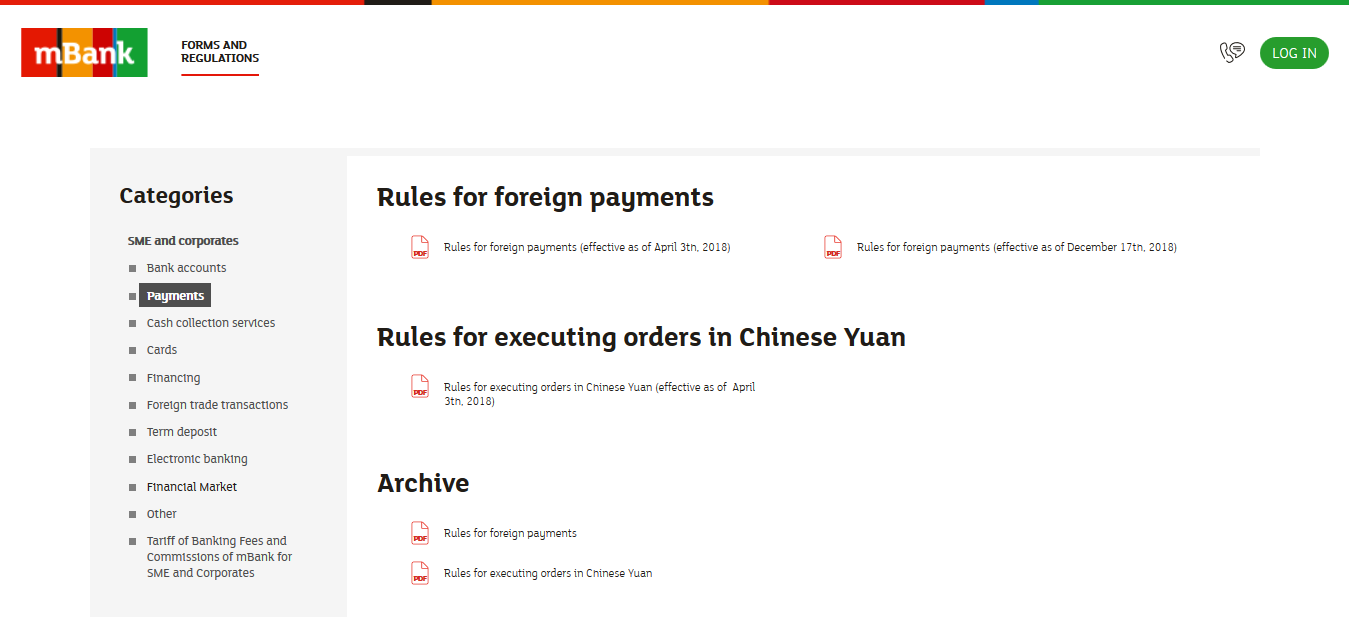 mBank
FORMS AND
REGULATIONS
LOG IN
Categories
SME and corporates
Bank accounts
Payments
Cash collection services
Cards
Financing
Foreign trade transactions
Term deposit
Electronic banking
Financial Market
Other
Tariff of Banking Fees and
Commissions of mBank for
SME and Corporates
Rules for foreign payments
PDF Rules for foreign payments (effective as of April 3th, 2018)
PDF Rules for foreign payments (effective as of December 17th, 2018)
Rules for executing orders in Chinese Yuan
PDF Rules for executing orders in Chinese Yuan (effective as of April
3th, 2018)
Archive
PDF Rules for foreign payments
PDF Rules for executing orders in Chinese Yuan